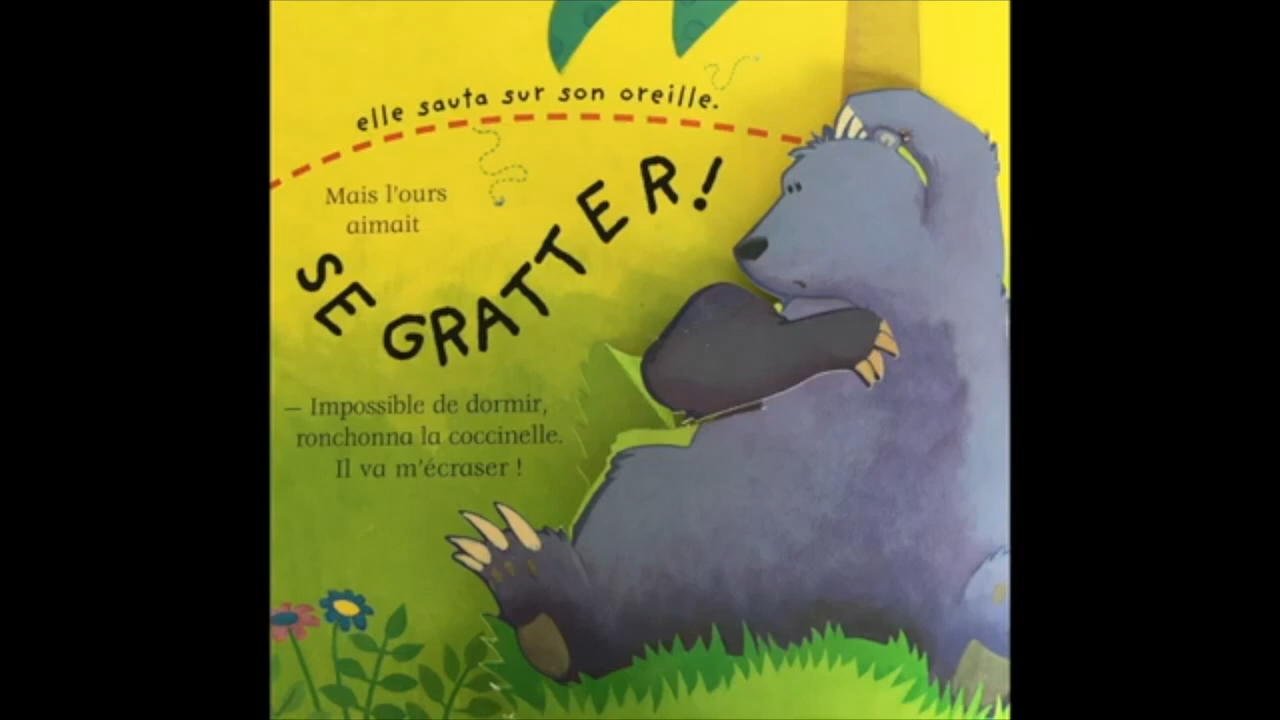 elle sauta sur son oreille.
Mais l'ours
aimait
SE GRATTER!
— Impossible de dormir,
ronchonna la coccinelle.
Il va m'écraser !